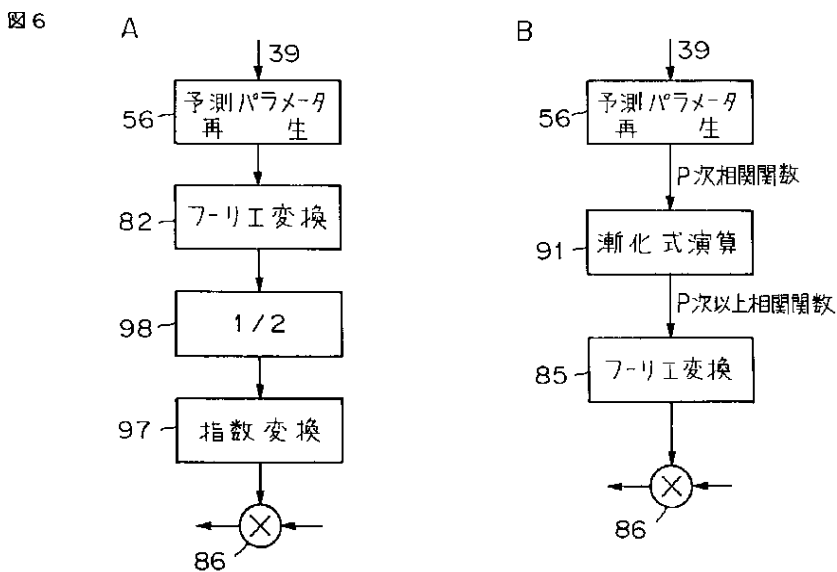 図6
A
39
予測パラメータ
再 生
56
フーリエ変換
82
1/2
98
指数変換
97
86
B
39
予測パラメータ
再 生
56
P次相関関数
漸化式演算
91
P次以上相関関数
フーリエ変換
85
86